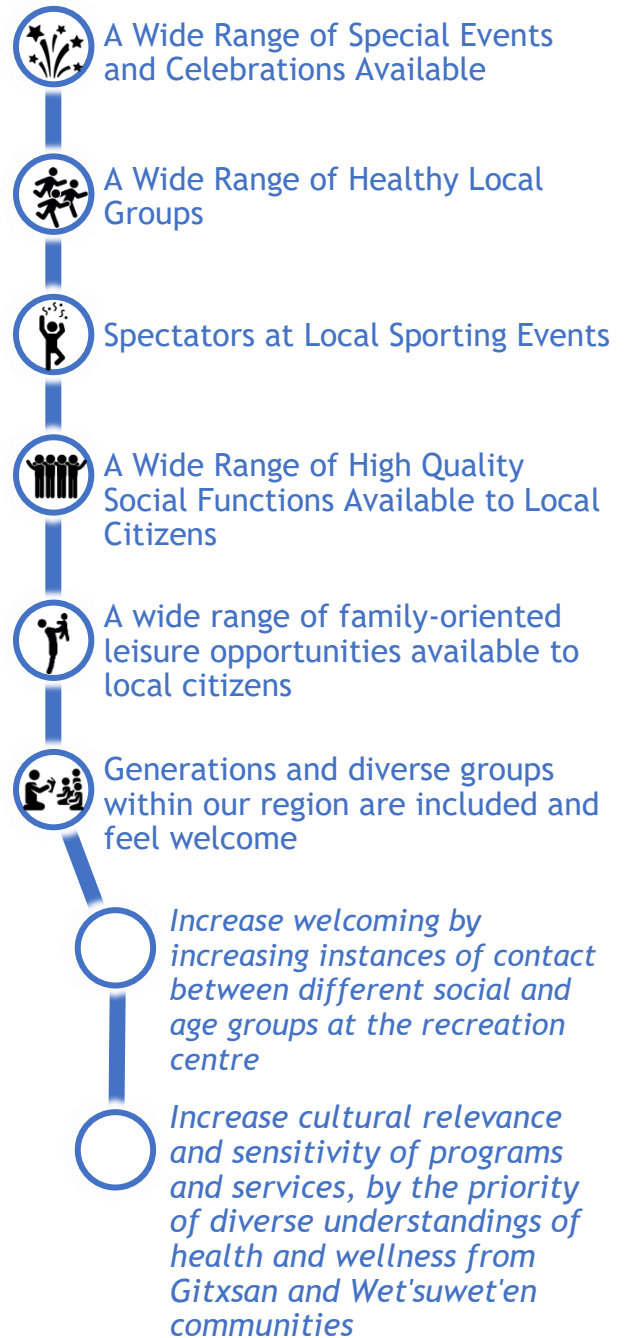 A Wide Range of Special Events
and Celebrations Available
A Wide Range of Healthy Local
Groups
Spectators at Local Sporting Events
A Wide Range of High Quality
Social Functions Available to Local
Citizens
A wide range of family-oriented
leisure opportunities available to
local citizens
Generations and diverse groups
within our region are included and
feel welcome
Increase welcoming by
increasing instances of contact
between different social and
age groups at the recreation
centre
Increase cultural relevance
and sensitivity of programs
and services, by the priority
of diverse understandings of
health and wellness from
Gitxsan and Wet'suwet'en
communities